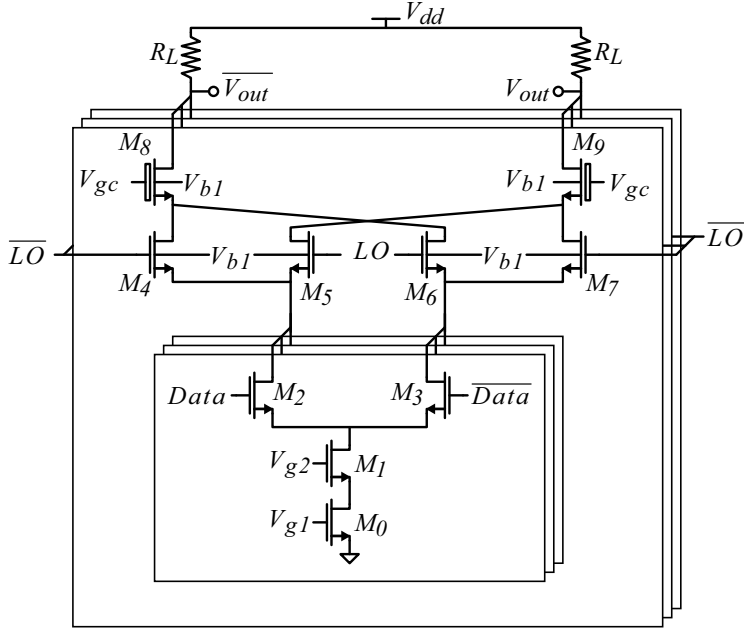 V_dd
R_L R_L
\overline{V_out} V_out
M_8 M_9
V_gc V_b1 V_b1 V_gc
\overline{LO} V_b1 LO V_b1 \overline{LO}
M_4 M_5 M_6 M_7
Data M_2 M_3 \overline{Data}
V_g2 M_1
V_g1 M_0